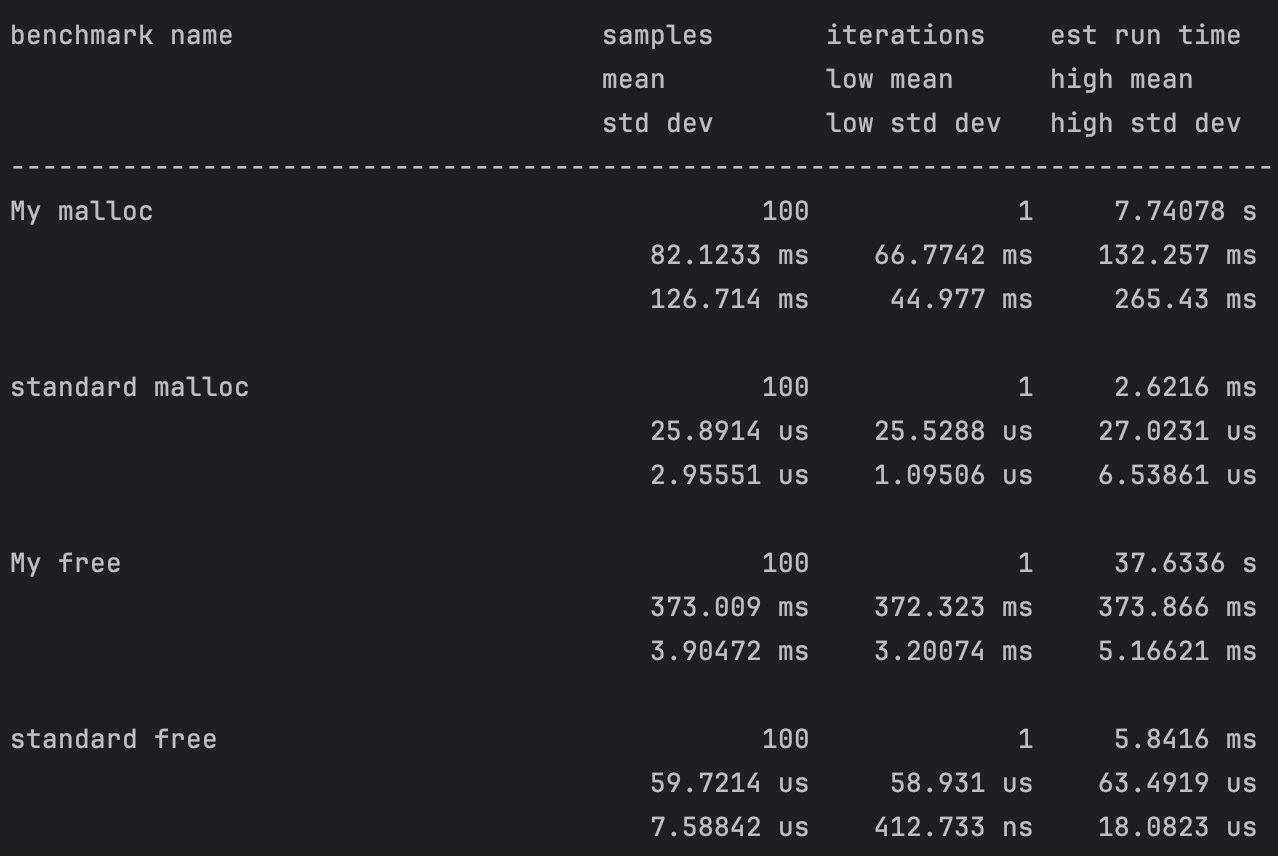 benchmark name                       samples       iterations    est run time
                                     mean          low mean      high mean
                                     std dev       low std dev   high std dev
-------------------------------------------------------------------------------
My malloc                                      100             1     7.74078 s
                                        82.1233 ms    66.7742 ms    132.257 ms
                                        126.714 ms     44.977 ms     265.43 ms

standard malloc                                100             1     2.6216 ms
                                        25.8914 us    25.5288 us    27.0231 us
                                        2.95551 us    1.09506 us    6.53861 us

My free                                        100             1     37.6336 s
                                        373.009 ms    372.323 ms    373.866 ms
                                        3.90472 ms    3.20074 ms    5.16621 ms

standard free                                  100             1     5.8416 ms
                                        59.7214 us     58.931 us    63.4919 us
                                        7.58842 us    412.733 ns    18.0823 us